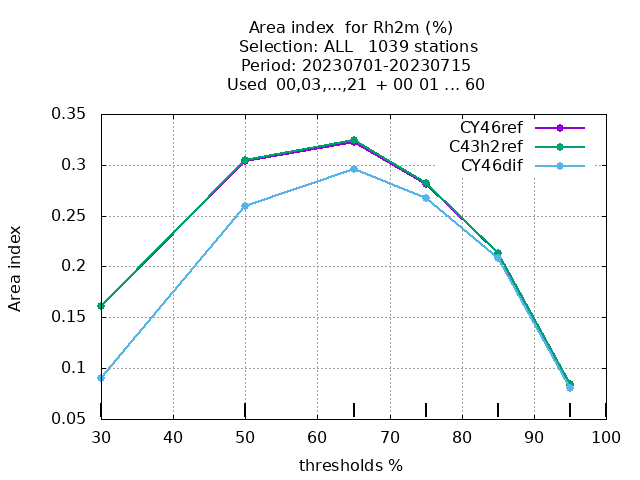 Area index  for Rh2m (%)
Selection: ALL   1039 stations
Period: 20230701-20230715
Used  00,03,...,21  + 00 01 ... 60
CY46ref
C43h2ref
CY46dif
0.35
0.3
0.25
0.2
0.15
0.1
0.05
Area index
30 40 50 60 70 80 90 100
thresholds %